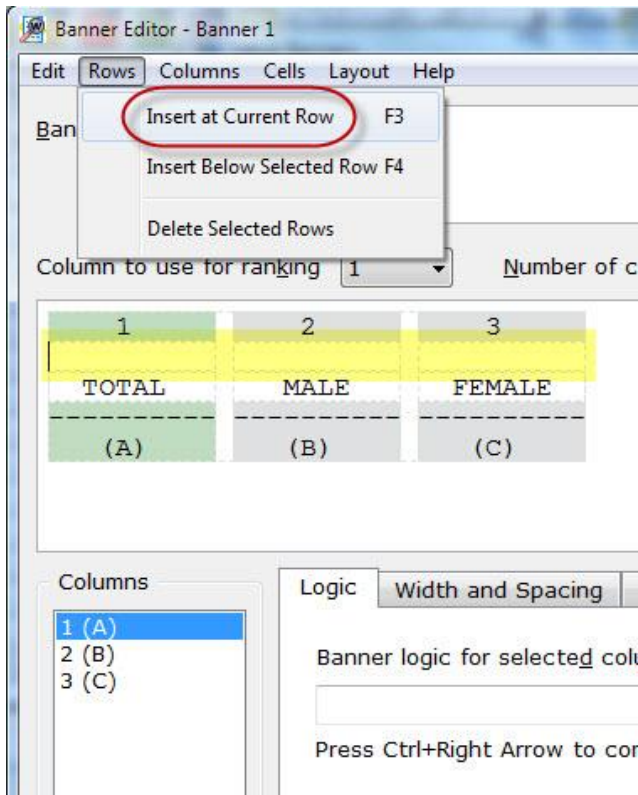 Banner Editor - Banner 1
Edit Rows Columns Cells Layout Help
Insert at Current Row F3
Ban
Insert Below Selected Row F4
Delete Selected Rows
Column to use for ranking 1 Number of c
1 2 3
TOTAL MALE FEMALE
---------- ---------- ----------
(A) (B) (C)
Columns
Logic Width and Spacing
1 (A)
2 (B)
3 (C)
Banner logic for selected colu
Press Ctrl+Right Arrow to cor